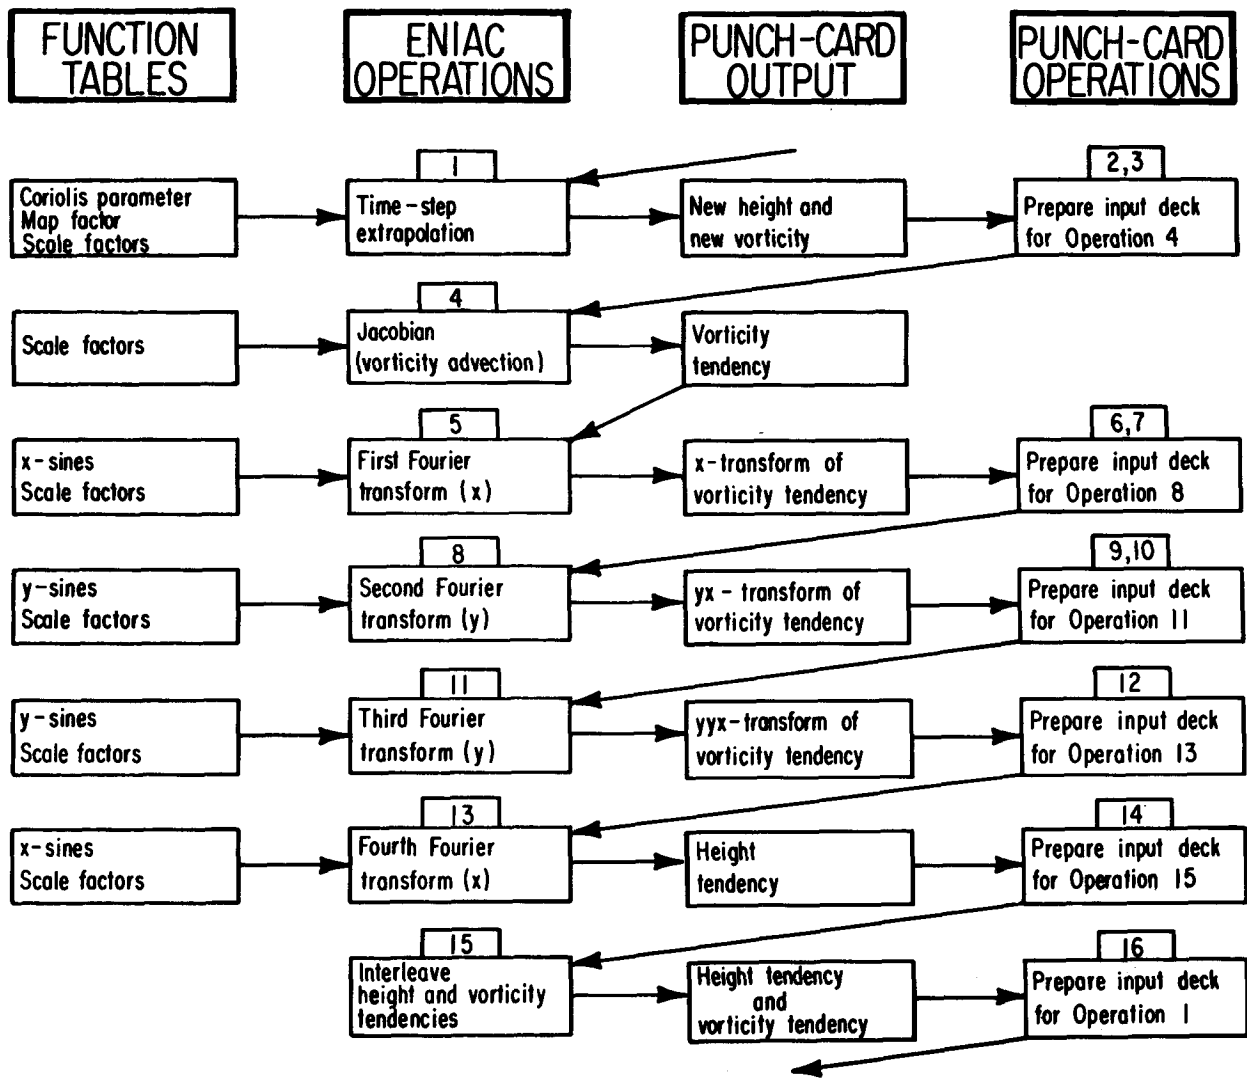 FUNCTION
TABLES
ENIAC
OPERATIONS
PUNCH-CARD
OUTPUT
PUNCH-CARD
OPERATIONS
Coriolis parameter
Map factor
Scale factors
1
Time-step
extrapolation
New height and
new vorticity
2,3
Prepare input deck
for Operation 4
Scale factors
4
Jacobian
(vorticity advection)
Vorticity
tendency
x-sines
Scale factors
5
First Fourier
transform (x)
x-transform of
vorticity tendency
6,7
Prepare input deck
for Operation 8
y-sines
Scale factors
8
Second Fourier
transform (y)
yx - transform of
vorticity tendency
9,10
Prepare input deck
for Operation 11
y-sines
Scale factors
11
Third Fourier
transform (y)
yyx-transform of
vorticity tendency
12
Prepare input deck
for Operation 13
x-sines
Scale factors
13
Fourth Fourier
transform (x)
Height
tendency
14
Prepare input deck
for Operation 15
15
Interleave
height and vorticity
tendencies
Height tendency
and
vorticity tendency
16
Prepare input deck
for Operation 1